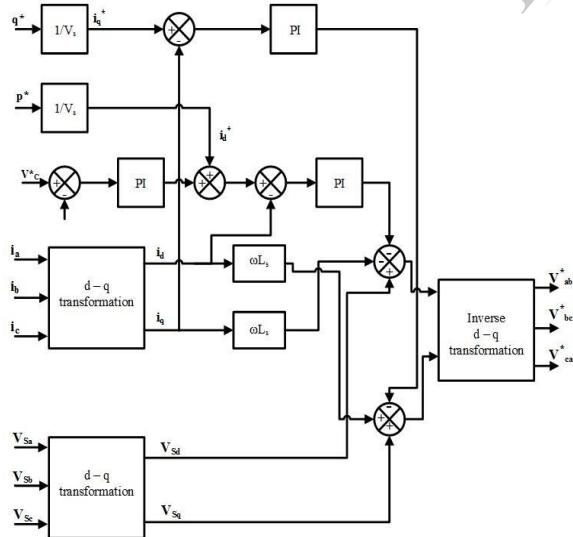 q*
1/Vs
iq*
+
-
PI
p*
1/Vs
id*
V*C
+
-
PI
+
+
+
-
PI
ia
ib
ic
d – q
transformation
id
iq
ωLs
ωLs
-
-
+
Inverse
d – q
transformation
V*ab
V*bc
V*ca
-
+
+
VSa
VSb
VSc
d – q
transformation
VSd
VSq